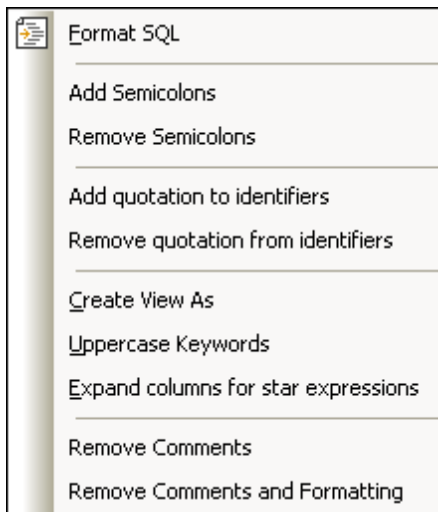 Format SQL
Add Semicolons
Remove Semicolons
Add quotation to identifiers
Remove quotation from identifiers
Create View As
Uppercase Keywords
Expand columns for star expressions
Remove Comments
Remove Comments and Formatting